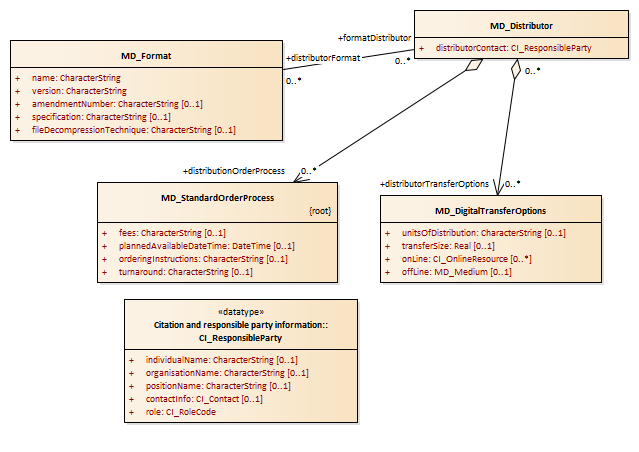 MD_Distributor
+ distributorContact: CI_ResponsibleParty
+formatDistributor
0..*
+distributorFormat
0..*
MD_Format
+ name: CharacterString
+ version: CharacterString
+ amendmentNumber: CharacterString [0..1]
+ specification: CharacterString [0..1]
+ fileDecompressionTechnique: CharacterString [0..1]
0..*
+distributionOrderProcess
0..*
+distributorTransferOptions
0..*
MD_StandardOrderProcess
{root}
+ fees: CharacterString [0..1]
+ plannedAvailableDateTime: DateTime [0..1]
+ orderingInstructions: CharacterString [0..1]
+ turnaround: CharacterString [0..1]
MD_DigitalTransferOptions
+ unitsOfDistribution: CharacterString [0..1]
+ transferSize: Real [0..1]
+ onLine: CI_OnlineResource [0..*]
+ offLine: MD_Medium [0..1]
«datatype»
Citation and responsible party information::
CI_ResponsibleParty
+ individualName: CharacterString [0..1]
+ organisationName: CharacterString [0..1]
+ positionName: CharacterString [0..1]
+ contactInfo: CI_Contact [0..1]
+ role: CI_RoleCode